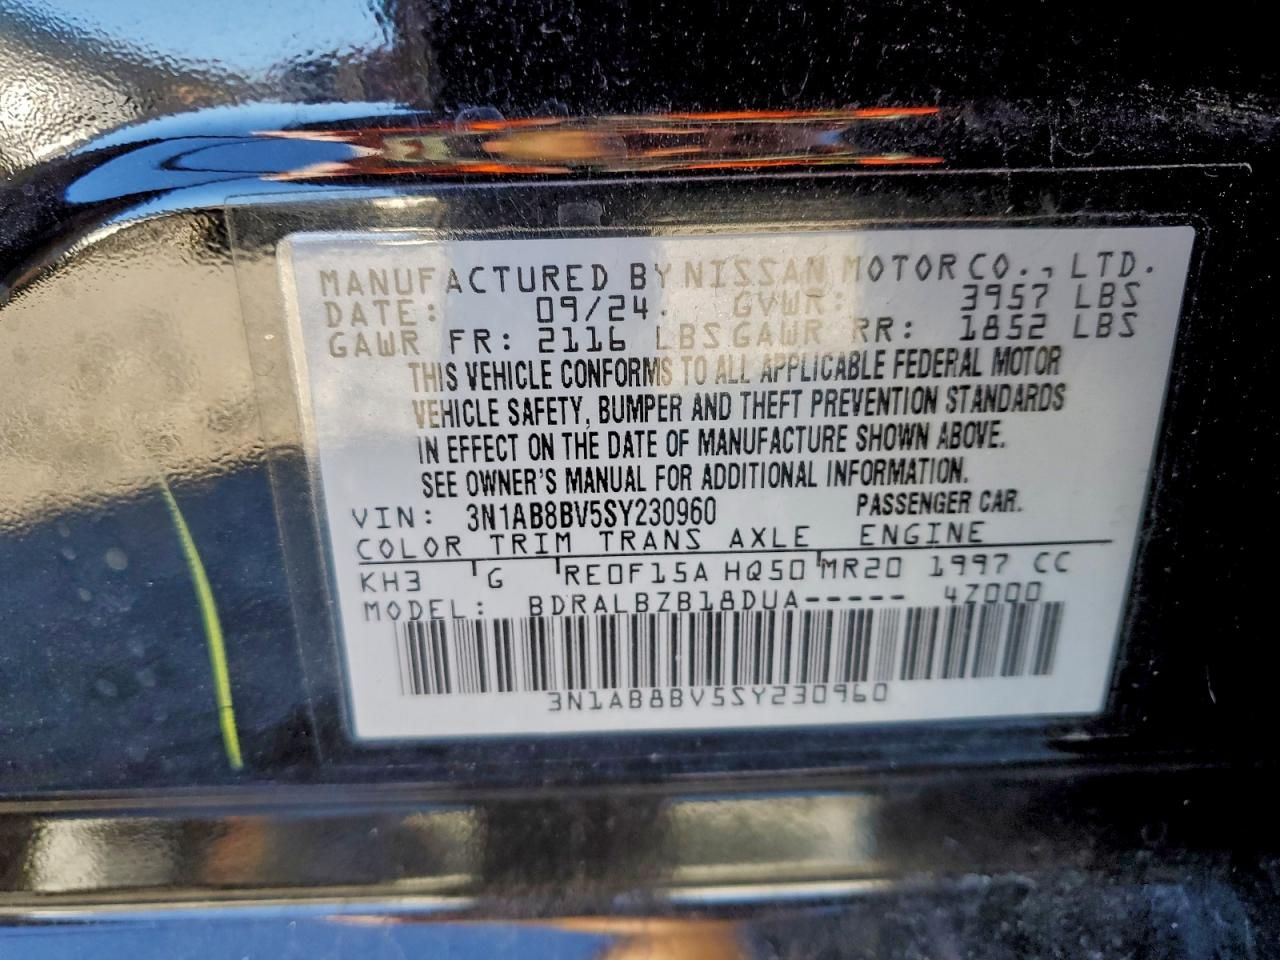 MANUFACTURED BY NISSAN MOTOR CO., LTD.
DATE: 09/24. GVWR: 3957 LBS
GAWR FR: 2116 LBS GAWR RR: 1852 LBS
THIS VEHICLE CONFORMS TO ALL APPLICABLE FEDERAL MOTOR
VEHICLE SAFETY, BUMPER AND THEFT PREVENTION STANDARDS
IN EFFECT ON THE DATE OF MANUFACTURE SHOWN ABOVE.
SEE OWNER'S MANUAL FOR ADDITIONAL INFORMATION.
VIN: 3N1AB8BV5SY230960 PASSENGER CAR.
COLOR TRIM TRANS AXLE ENGINE
KH3 G RE0F15A HQ50 MR20 1997 CC
MODEL: BDRALBZB18DUA----- 4Z000
3N1AB8BV5SY230960